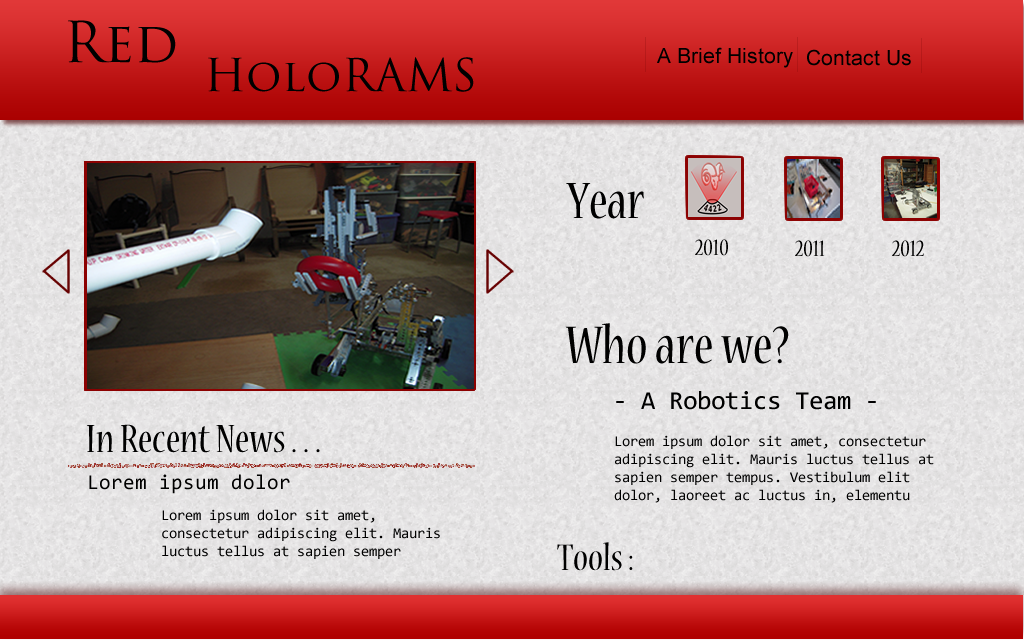 RED
HOLORAMS
A Brief History
Contact Us
Year
4422
2010
2011
2012
Who are we?
- A Robotics Team -
Lorem ipsum dolor sit amet, consectetur
adipiscing elit. Mauris luctus tellus at
sapien semper tempus. Vestibulum elit
dolor, laoreet ac luctus in, elementu
Tools :
In Recent News . . .
Lorem ipsum dolor
Lorem ipsum dolor sit amet,
consectetur adipiscing elit. Mauris
luctus tellus at sapien semper